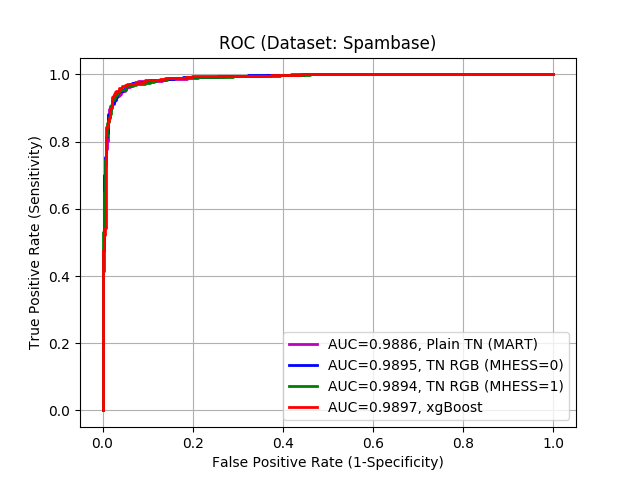 ROC (Dataset: Spambase)
True Positive Rate (Sensitivity)
1.0
0.8
0.6
0.4
0.2
0.0
AUC=0.9886, Plain TN (MART)
AUC=0.9895, TN RGB (MHESS=0)
AUC=0.9894, TN RGB (MHESS=1)
AUC=0.9897, xgBoost
0.0 0.2 0.4 0.6 0.8 1.0
False Positive Rate (1-Specificity)